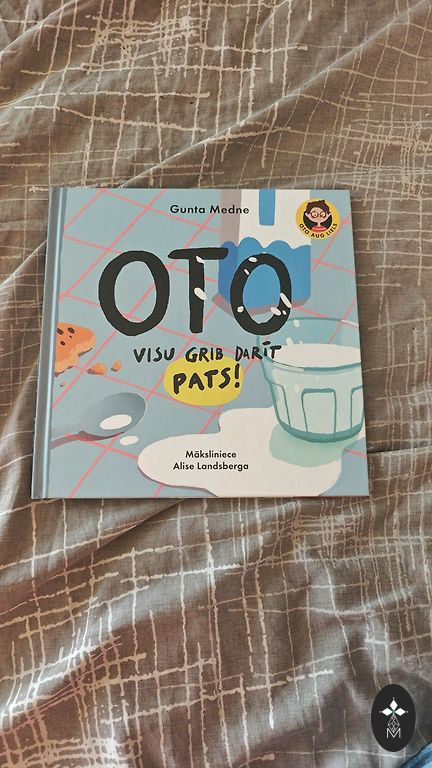 Gunta Medne
OTO AUG LIELS
OTO
VISU GRIB DARĪT
PATS!
Māksliniece
Alise Landsberga
M